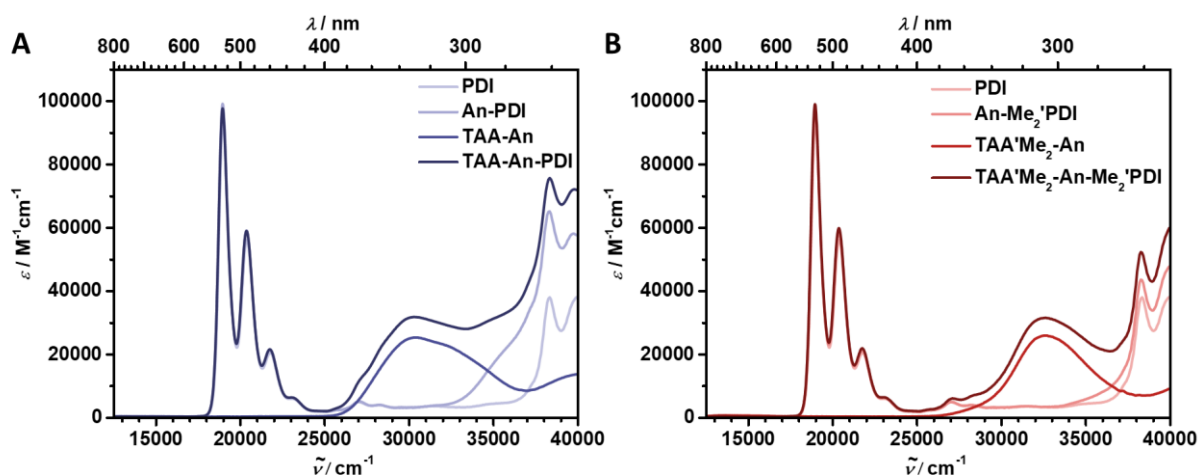 A
λ / nm
800 600 500 400 300
PDI
An-PDI
TAA-An
TAA-An-PDI
100000
80000
60000
40000
20000
0
ε / M⁻¹cm⁻¹
15000 20000 25000 30000 35000 40000
ṽ / cm⁻¹
B
λ / nm
800 600 500 400 300
PDI
An-Me₂'PDI
TAA'Me₂-An
TAA'Me₂-An-Me₂'PDI
100000
80000
60000
40000
20000
0
ε / M⁻¹cm⁻¹
15000 20000 25000 30000 35000 40000
ṽ / cm⁻¹